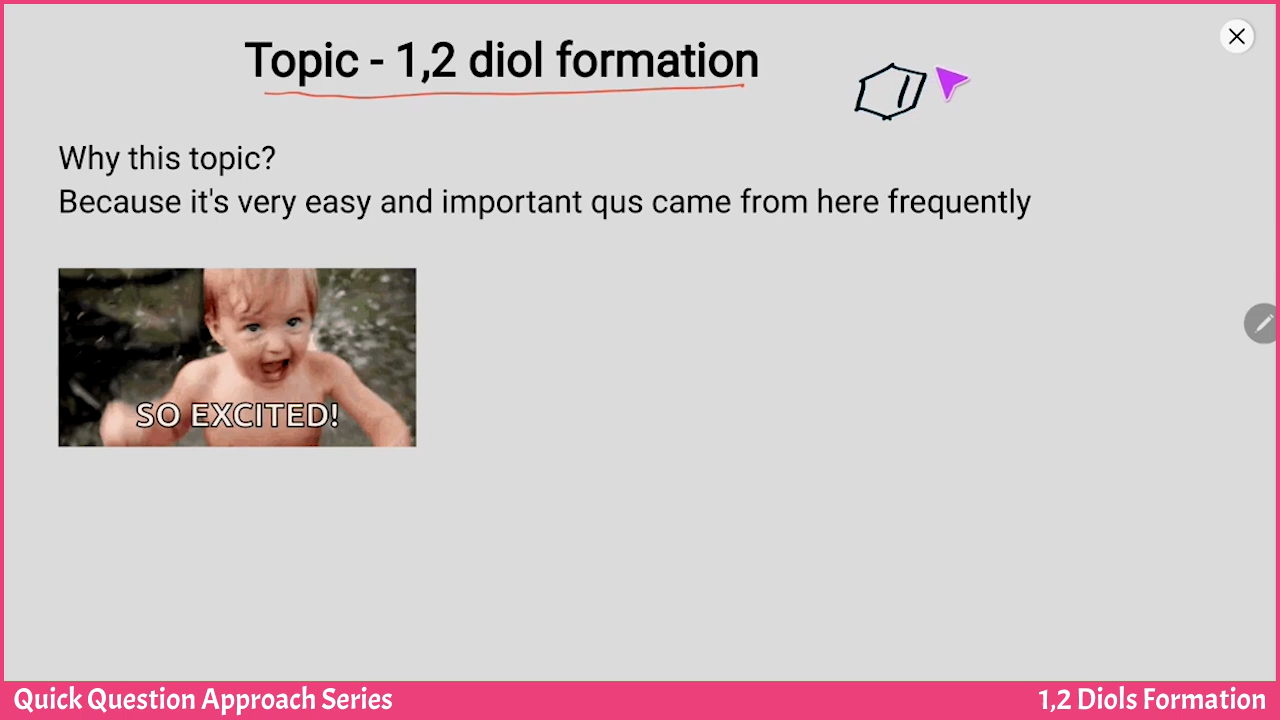 Topic - 1,2 diol formation
Why this topic?
Because it's very easy and important qus came from here frequently
SO EXCITED!
Quick Question Approach Series
1,2 Diols Formation